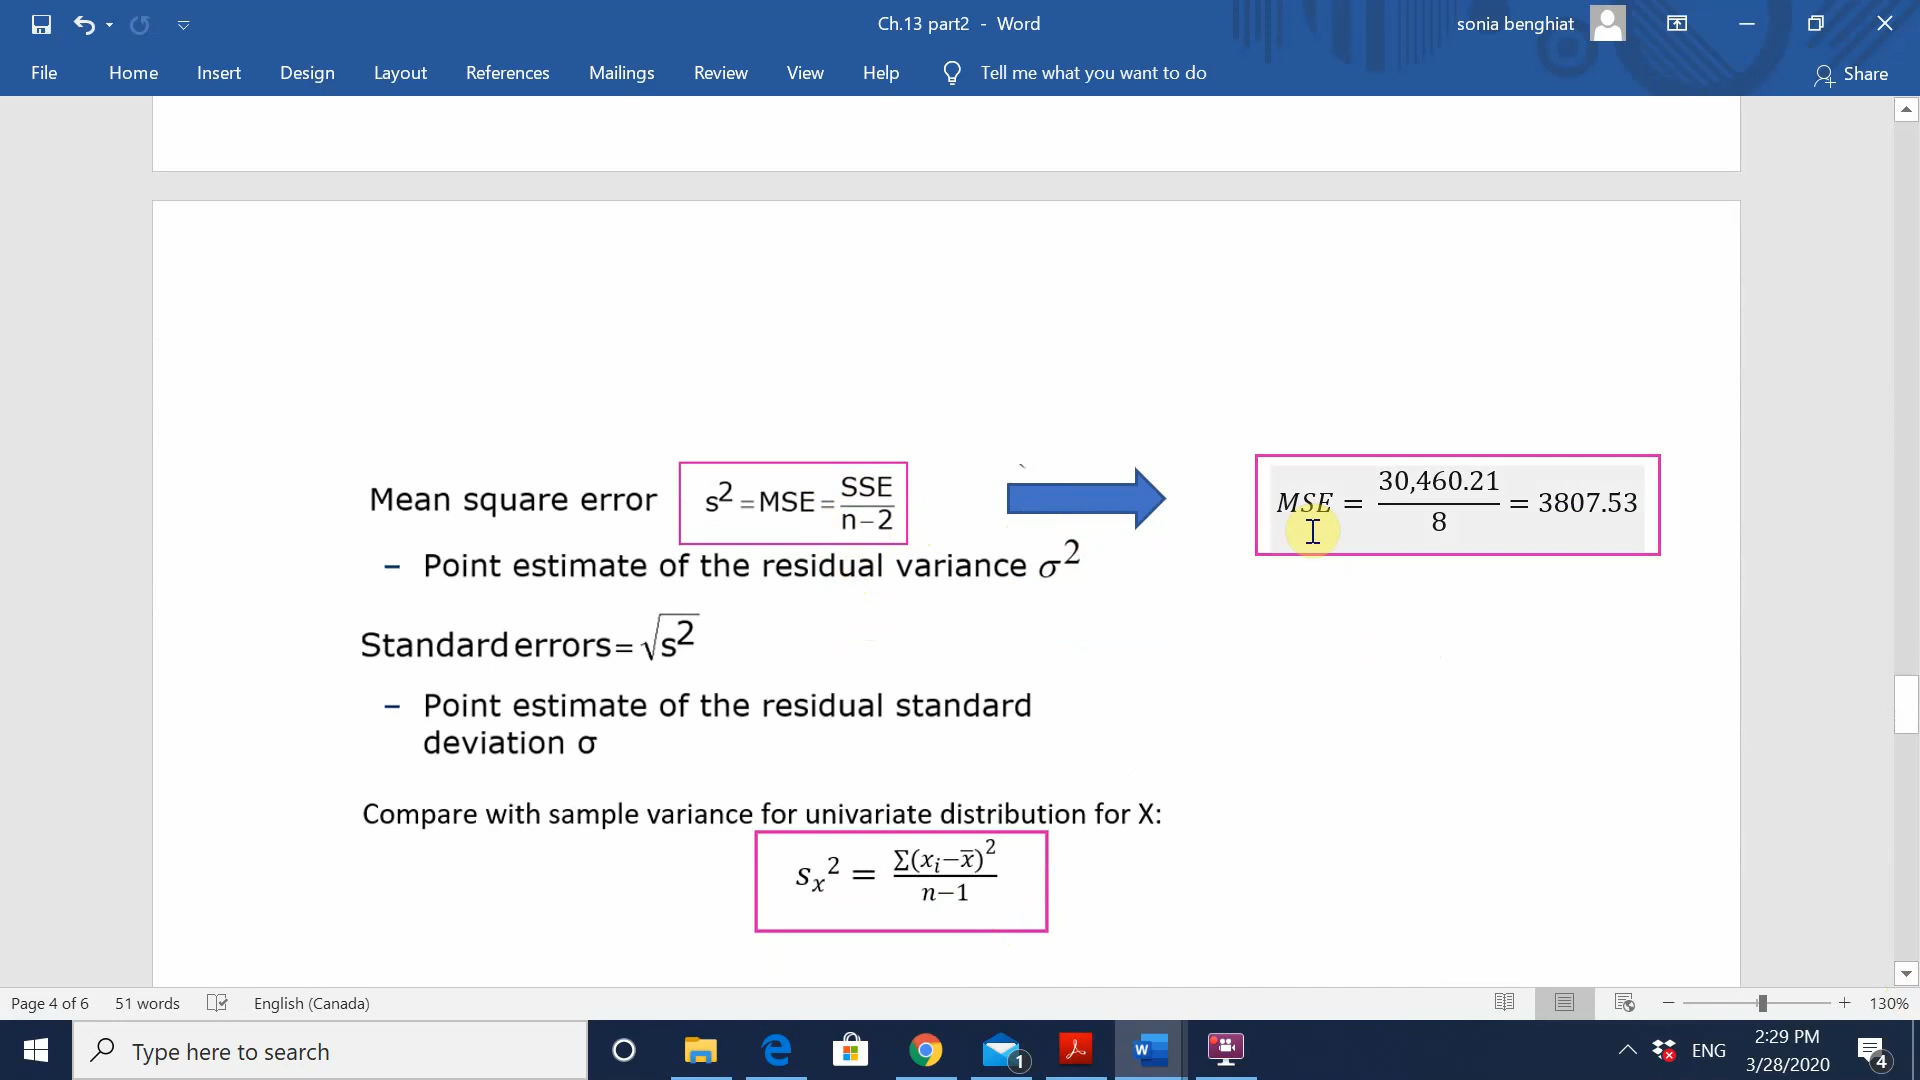 Ch.13 part2 - Word
sonia benghiat
File Home Insert Design Layout References Mailings Review View Help Tell me what you want to do Share
Mean square error s² = MSE = SSE / n-2
MSE = 30,460.21 / 8 = 3807.53
– Point estimate of the residual variance σ²
Standard errors = √s²
– Point estimate of the residual standard
deviation σ
Compare with sample variance for univariate distribution for X:
sₓ² = Σ(xᵢ−x̅)² / n−1
Page 4 of 6 51 words English (Canada) 130%
Type here to search
1
W
ENG
2:29 PM
3/28/2020
4